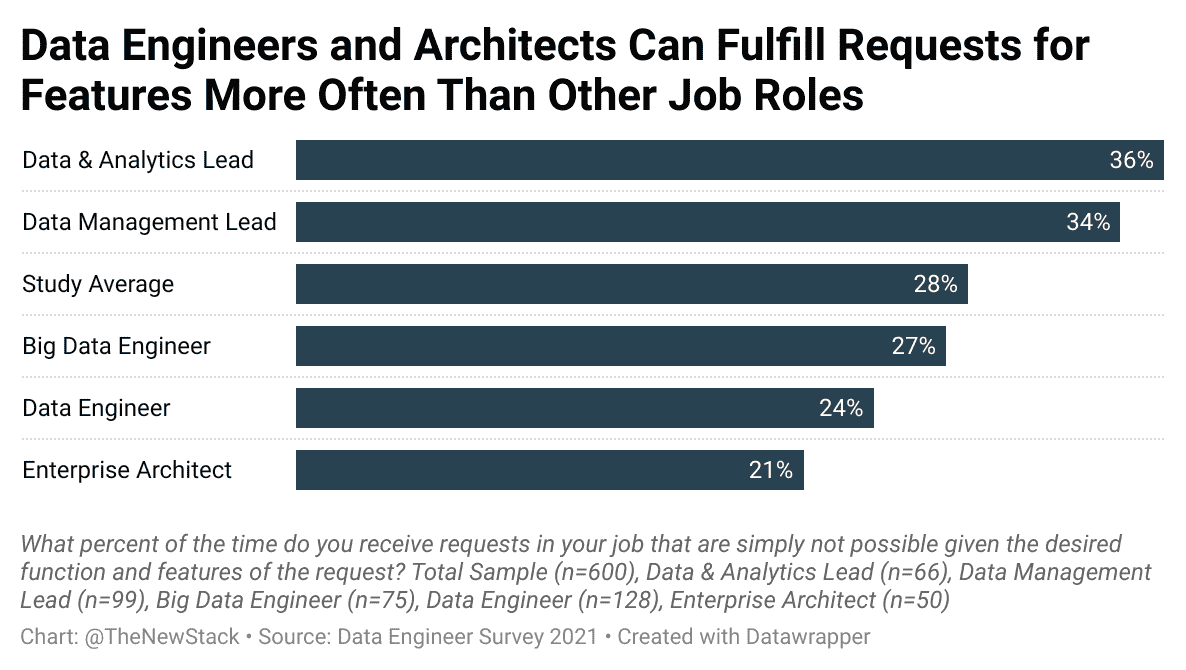 Data Engineers and Architects Can Fulfill Requests for
Features More Often Than Other Job Roles
Data & Analytics Lead 36%
Data Management Lead 34%
Study Average 28%
Big Data Engineer 27%
Data Engineer 24%
Enterprise Architect 21%
What percent of the time do you receive requests in your job that are simply not possible given the desired
function and features of the request? Total Sample (n=600), Data & Analytics Lead (n=66), Data Management
Lead (n=99), Big Data Engineer (n=75), Data Engineer (n=128), Enterprise Architect (n=50)
Chart: @TheNewStack • Source: Data Engineer Survey 2021 • Created with Datawrapper